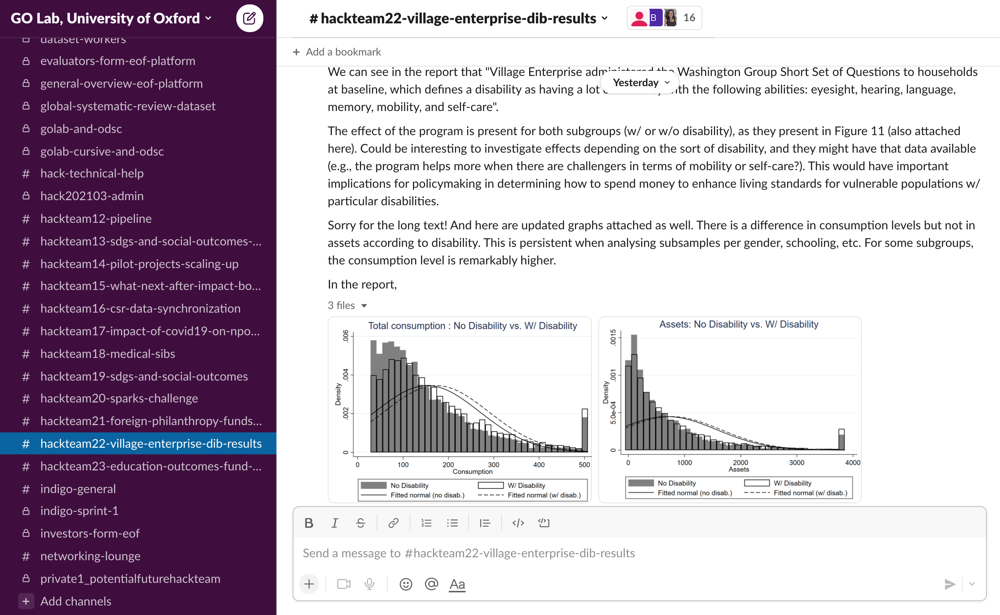 GO Lab, University of Oxford
dataset-workers
evaluators-form-eof-platform
general-overview-eof-platform
global-systematic-review-dataset
golab-and-odsc
golab-cursive-and-odsc
# hack-technical-help
hack202103-admin
# hackteam12-pipeline
# hackteam13-sdgs-and-social-outcomes-...
# hackteam14-pilot-projects-scaling-up
# hackteam15-what-next-after-impact-bo...
# hackteam16-csr-data-synchronization
# hackteam17-impact-of-covid19-on-npo...
# hackteam18-medical-sibs
# hackteam19-sdgs-and-social-outcomes
# hackteam20-sparks-challenge
# hackteam21-foreign-philanthropy-funds...
# hackteam22-village-enterprise-dib-results
# hackteam23-education-outcomes-fund-...
# indigo-general
indigo-sprint-1
investors-form-eof
# networking-lounge
private1_potentialfuturehackteam
+ Add channels
# hackteam22-village-enterprise-dib-results
B
16
+ Add a bookmark
Yesterday
We can see in the report that "Village Enterprise administered the Washington Group Short Set of Questions to households
at baseline, which defines a disability as having a lot with the following abilities: eyesight, hearing, language,
memory, mobility, and self-care".
The effect of the program is present for both subgroups (w/ or w/o disability), as they present in Figure 11 (also attached
here). Could be interesting to investigate effects depending on the sort of disability, and they might have that data available
(e.g., the program helps more when there are challengers in terms of mobility or self-care?). This would have important
implications for policymaking in determining how to spend money to enhance living standards for vulnerable populations w/
particular disabilities.
Sorry for the long text! And here are updated graphs attached as well. There is a difference in consumption levels but not in
assets according to disability. This is persistent when analysing subsamples per gender, schooling, etc. For some subgroups,
the consumption level is remarkably higher.
In the report,
3 files
Total consumption : No Disability vs. W/ Disability
Density
0 .002 .004 .006
0 100 200 300 400 500
Consumption
No Disability W/ Disability
Fitted normal (no disab.) Fitted normal (w/ disab.)
Assets: No Disability vs. W/ Disability
Density
0 5.0e-04 .001 .0015
0 1000 2000 3000 4000
Assets
No Disability W/ Disability
Fitted normal (no disab.) Fitted normal (w/ disab.)
B I S
Send a message to #hackteam22-village-enterprise-dib-results
+ @ Aa